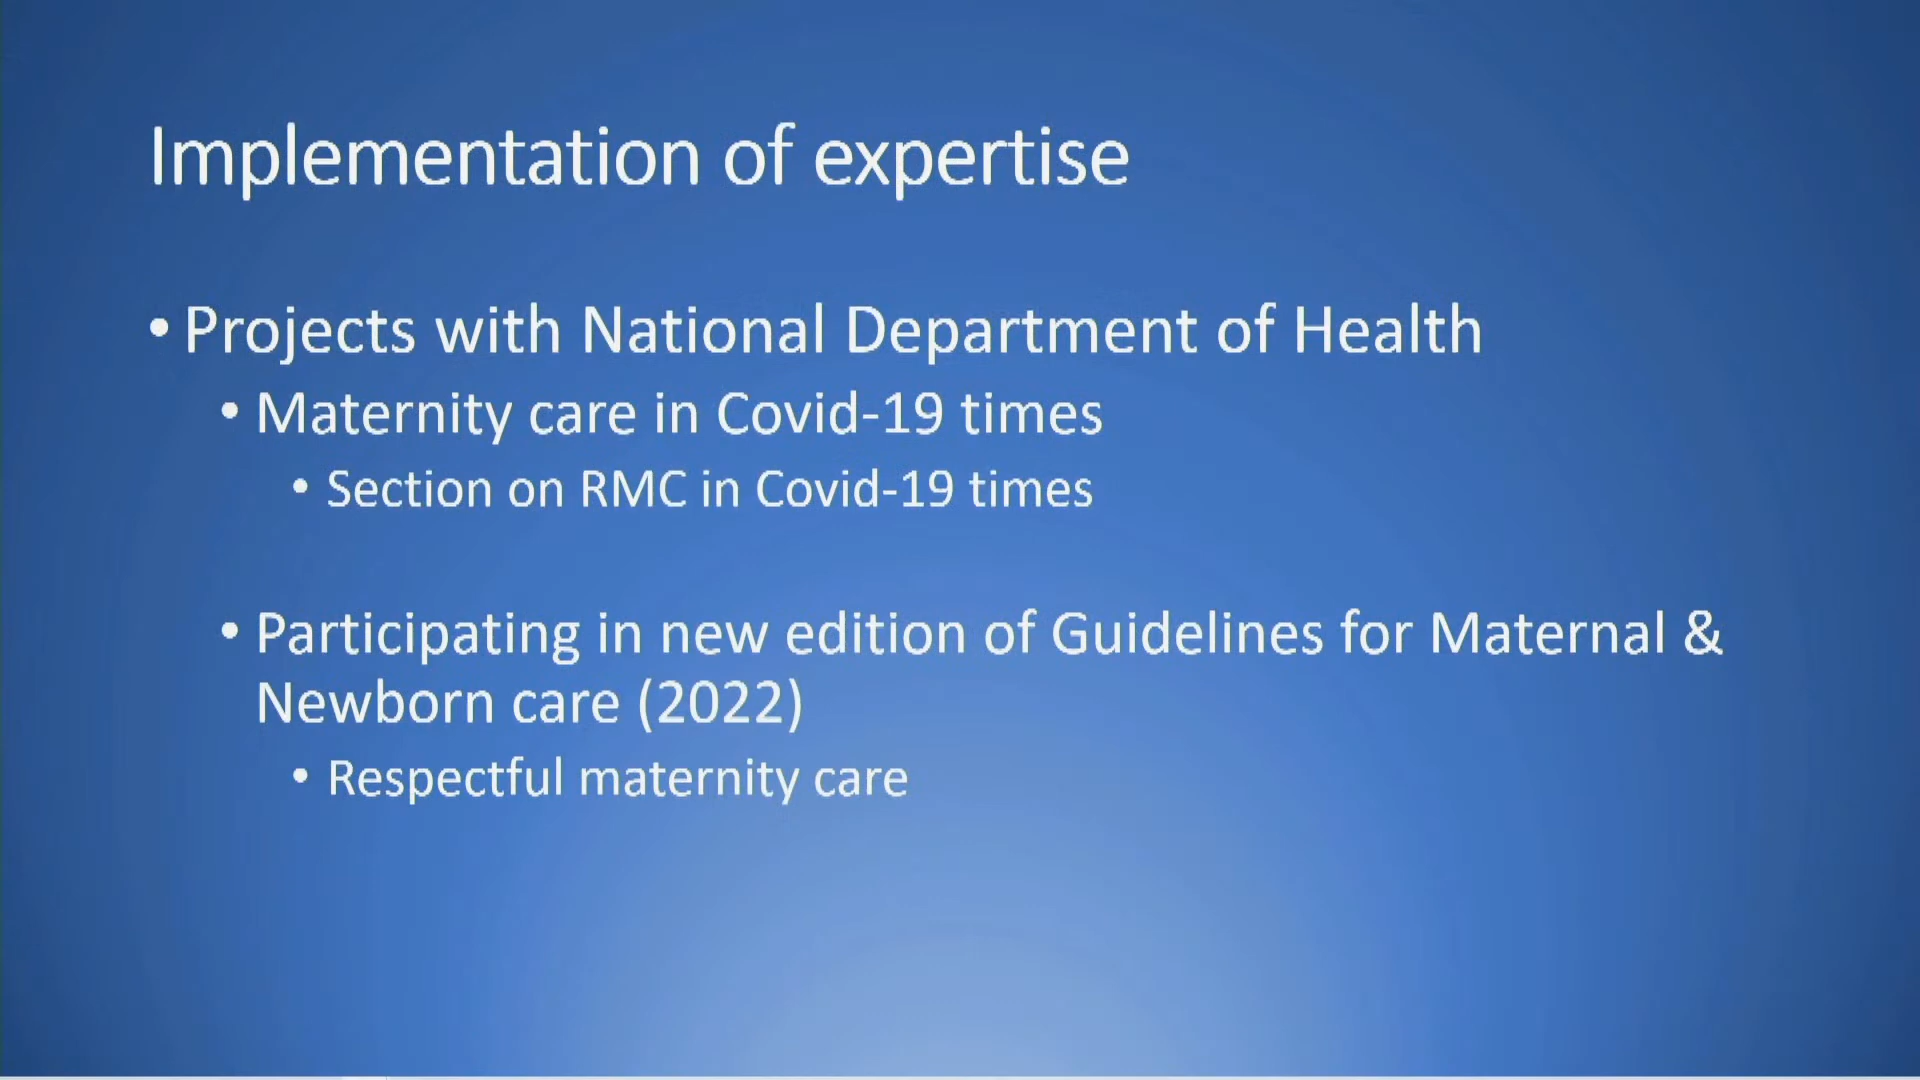 Implementation of expertise
• Projects with National Department of Health
• Maternity care in Covid-19 times
• Section on RMC in Covid-19 times
• Participating in new edition of Guidelines for Maternal &
Newborn care (2022)
• Respectful maternity care